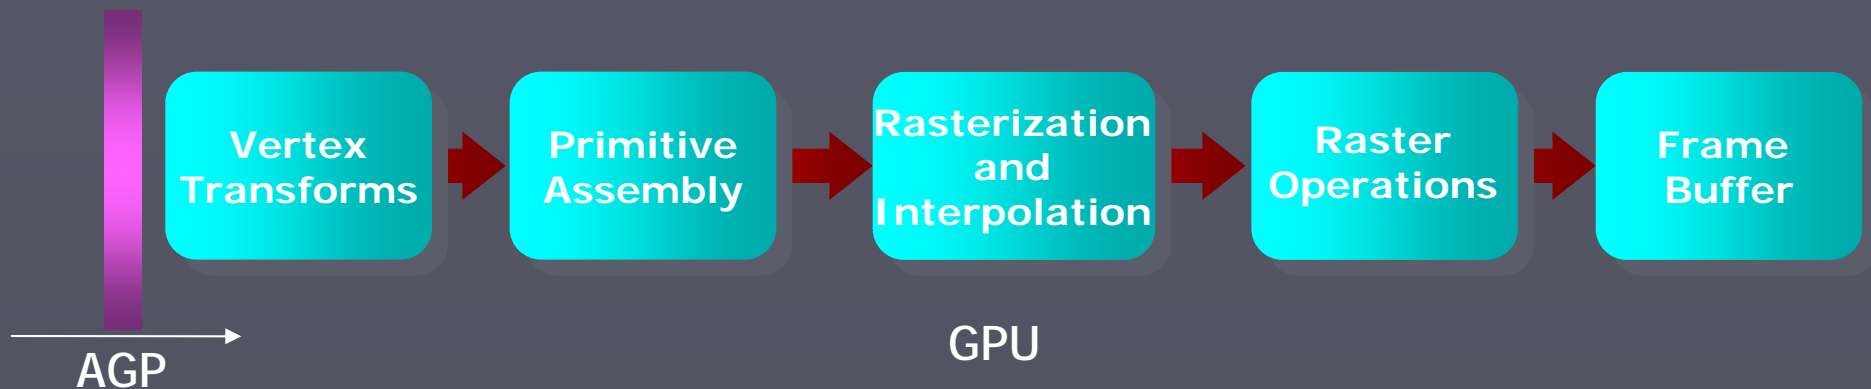 Vertex
Transforms
Primitive
Assembly
Rasterization
and
Interpolation
Raster
Operations
Frame
Buffer
GPU
AGP